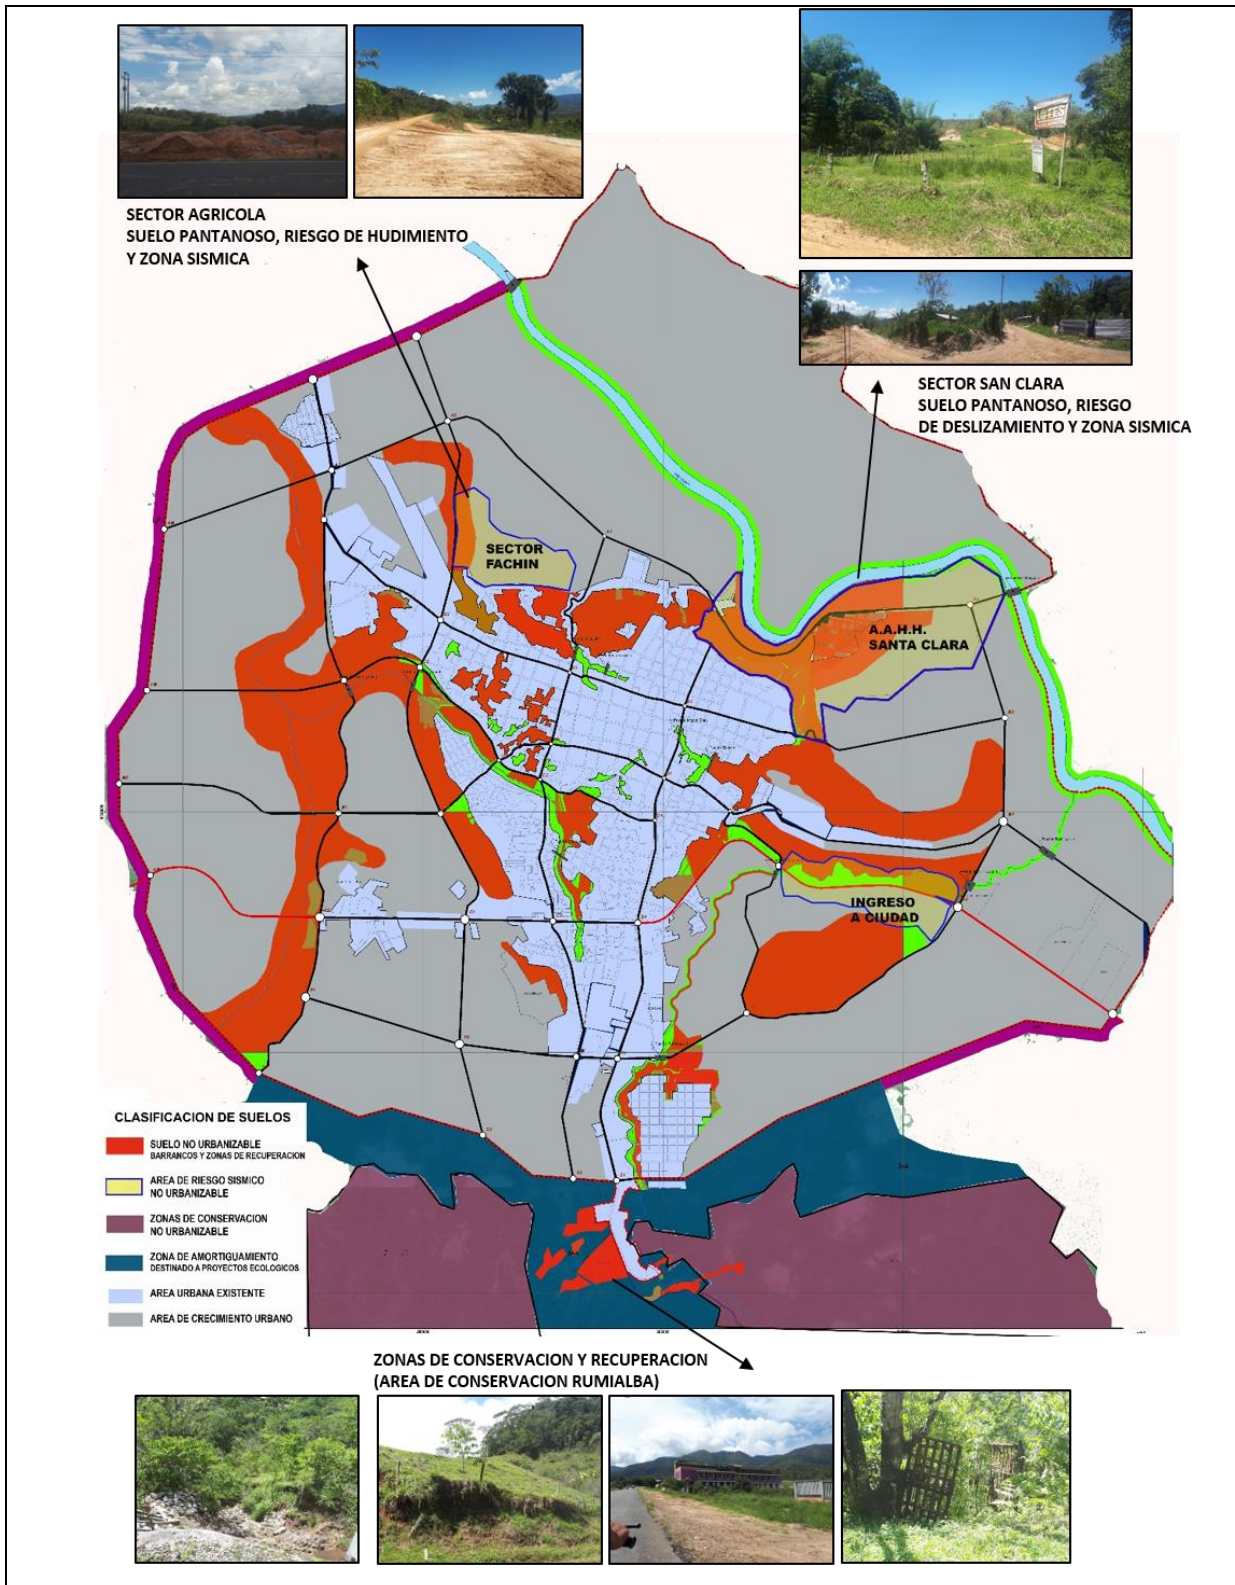 LOTES
SECTOR AGRICOLA
SUELO PANTANOSO, RIESGO DE HUDIMIENTO
Y ZONA SISMICA
SECTOR SAN CLARA
SUELO PANTANOSO, RIESGO
DE DESLIZAMIENTO Y ZONA SISMICA
SECTOR
FACHIN
A.A.H.H.
SANTA CLARA
INGRESO
A CIUDAD
CLASIFICACION DE SUELOS
SUELO NO URBANIZABLE
BARRANCOS Y ZONAS DE RECUPERACION
AREA DE RIESGO SISMICO
NO URBANIZABLE
ZONAS DE CONSERVACION
NO URBANIZABLE
ZONA DE AMORTIGUAMIENTO
DESTINADO A PROYECTOS ECOLOGICOS
AREA URBANA EXISTENTE
AREA DE CRECIMIENTO URBANO
ZONAS DE CONSERVACION Y RECUPERACION
(AREA DE CONSERVACION RUMIALBA)